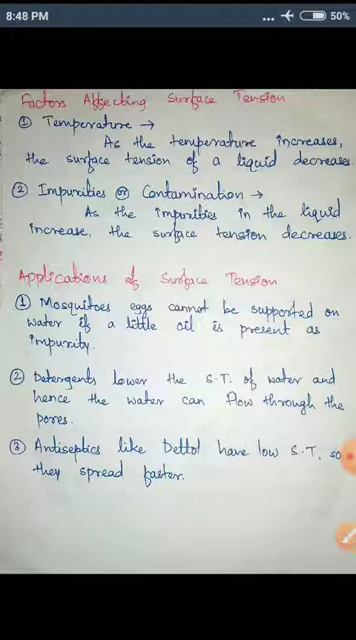 8:48 PM
... 50%
Factors Affecting Surface Tension
① Temperature →
As the temperature increases,
the surface tension of a liquid decreases.
② Impurities or Contamination →
As the impurities in the liquid
increase, the surface tension decreases.
Applications of Surface Tension
① Mosquitoes eggs cannot be supported on
water if a little oil is present as
impurity.
② Detergents lower the S.T. of water and
hence the water can flow through the
pores.
③ Antiseptics like Dettol have low S.T. so
they spread faster.